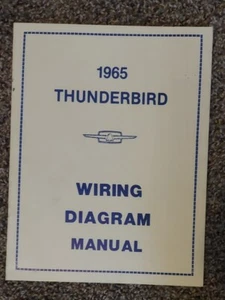 1965
THUNDERBIRD
WIRING
DIAGRAM
MANUAL